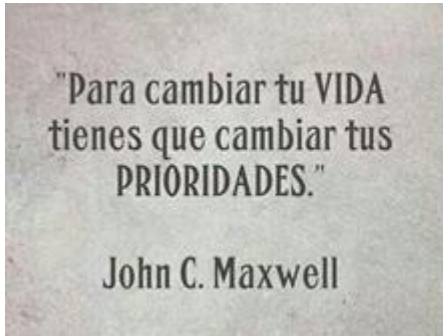 "Para cambiar tu VIDA
tienes que cambiar tus
PRIORIDADES."
John C. Maxwell